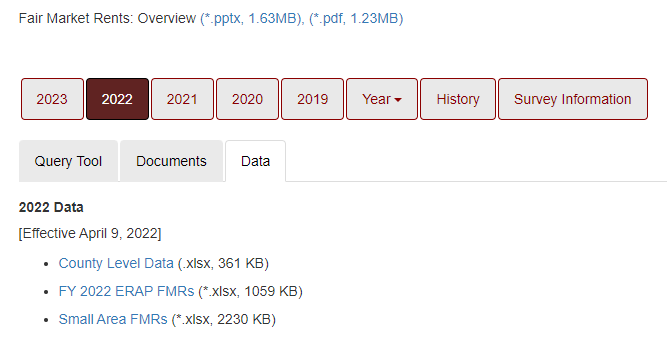 Fair Market Rents: Overview (*.pptx, 1.63MB), (*.pdf, 1.23MB)
2023 2022 2021 2020 2019 Year History Survey Information
Query Tool Documents Data
2022 Data
[Effective April 9, 2022]
• County Level Data (.xlsx, 361 KB)
• FY 2022 ERAP FMRs (*.xlsx, 1059 KB)
• Small Area FMRs (*.xlsx, 2230 KB)